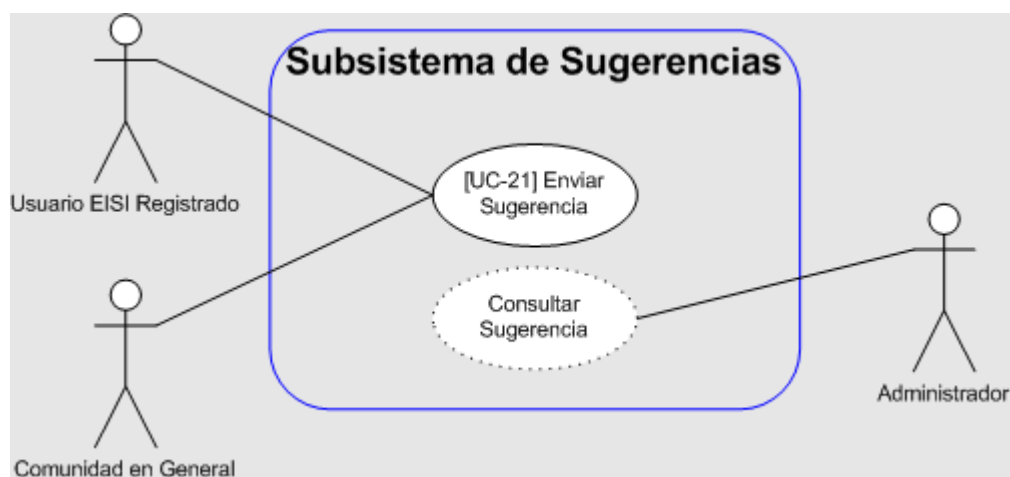 Subsistema de Sugerencias
[UC-21] Enviar
Sugerencia
Usuario EISI Registrado
Consultar
Sugerencia
Administrador
Comunidad en General